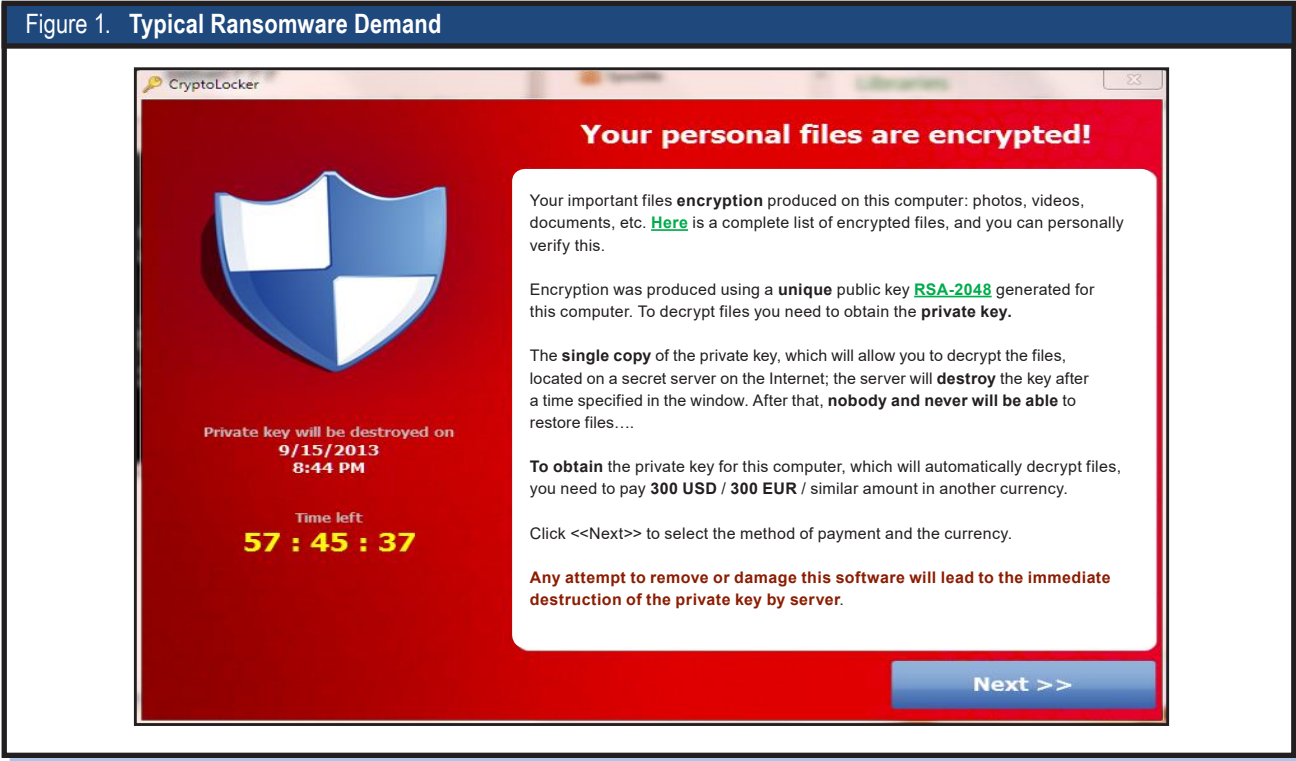 Figure 1. Typical Ransomware Demand
CryptoLocker
Your personal files are encrypted!
Your important files encryption produced on this computer: photos, videos,
documents, etc. Here is a complete list of encrypted files, and you can personally
verify this.
Encryption was produced using a unique public key RSA-2048 generated for
this computer. To decrypt files you need to obtain the private key.
The single copy of the private key, which will allow you to decrypt the files,
located on a secret server on the Internet; the server will destroy the key after
a time specified in the window. After that, nobody and never will be able to
restore files….
To obtain the private key for this computer, which will automatically decrypt files,
you need to pay 300 USD / 300 EUR / similar amount in another currency.
Click <<Next>> to select the method of payment and the currency.
Any attempt to remove or damage this software will lead to the immediate
destruction of the private key by server.
Private key will be destroyed on
9/15/2013
8:44 PM
Time left
57 : 45 : 37
Next >>